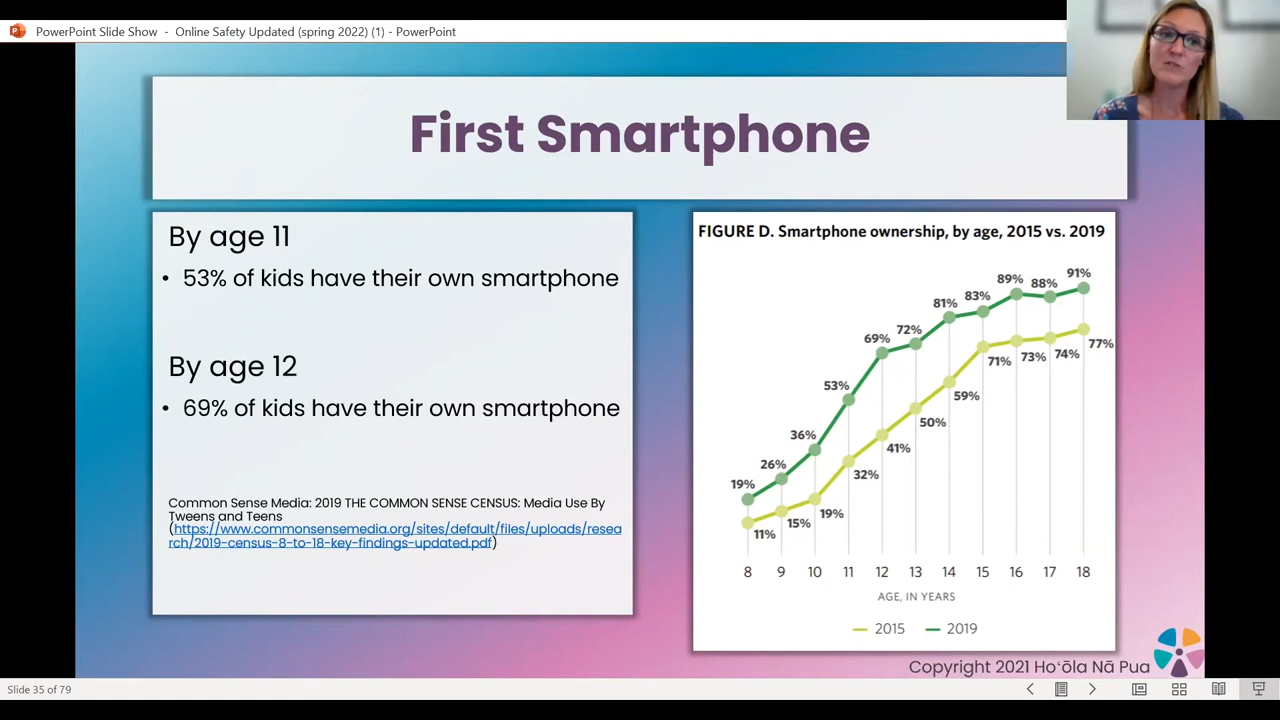 PowerPoint Slide Show - Online Safety Updated (spring 2022) (1) - PowerPoint
First Smartphone
By age 11
• 53% of kids have their own smartphone
By age 12
• 69% of kids have their own smartphone
Common Sense Media: 2019 THE COMMON SENSE CENSUS: Media Use By
Tweens and Teens
(https://www.commonsensemedia.org/sites/default/files/uploads/resea
rch/2019-census-8-to-18-key-findings-updated.pdf)
FIGURE D. Smartphone ownership, by age, 2015 vs. 2019
19% 26% 36% 53% 69% 72% 81% 83% 89% 88% 91%
11% 15% 19% 32% 41% 50% 59% 71% 73% 74% 77%
8 9 10 11 12 13 14 15 16 17 18
AGE, IN YEARS
2015 2019
Copyright 2021 Hoʻōla Nā Pua
Slide 35 of 79